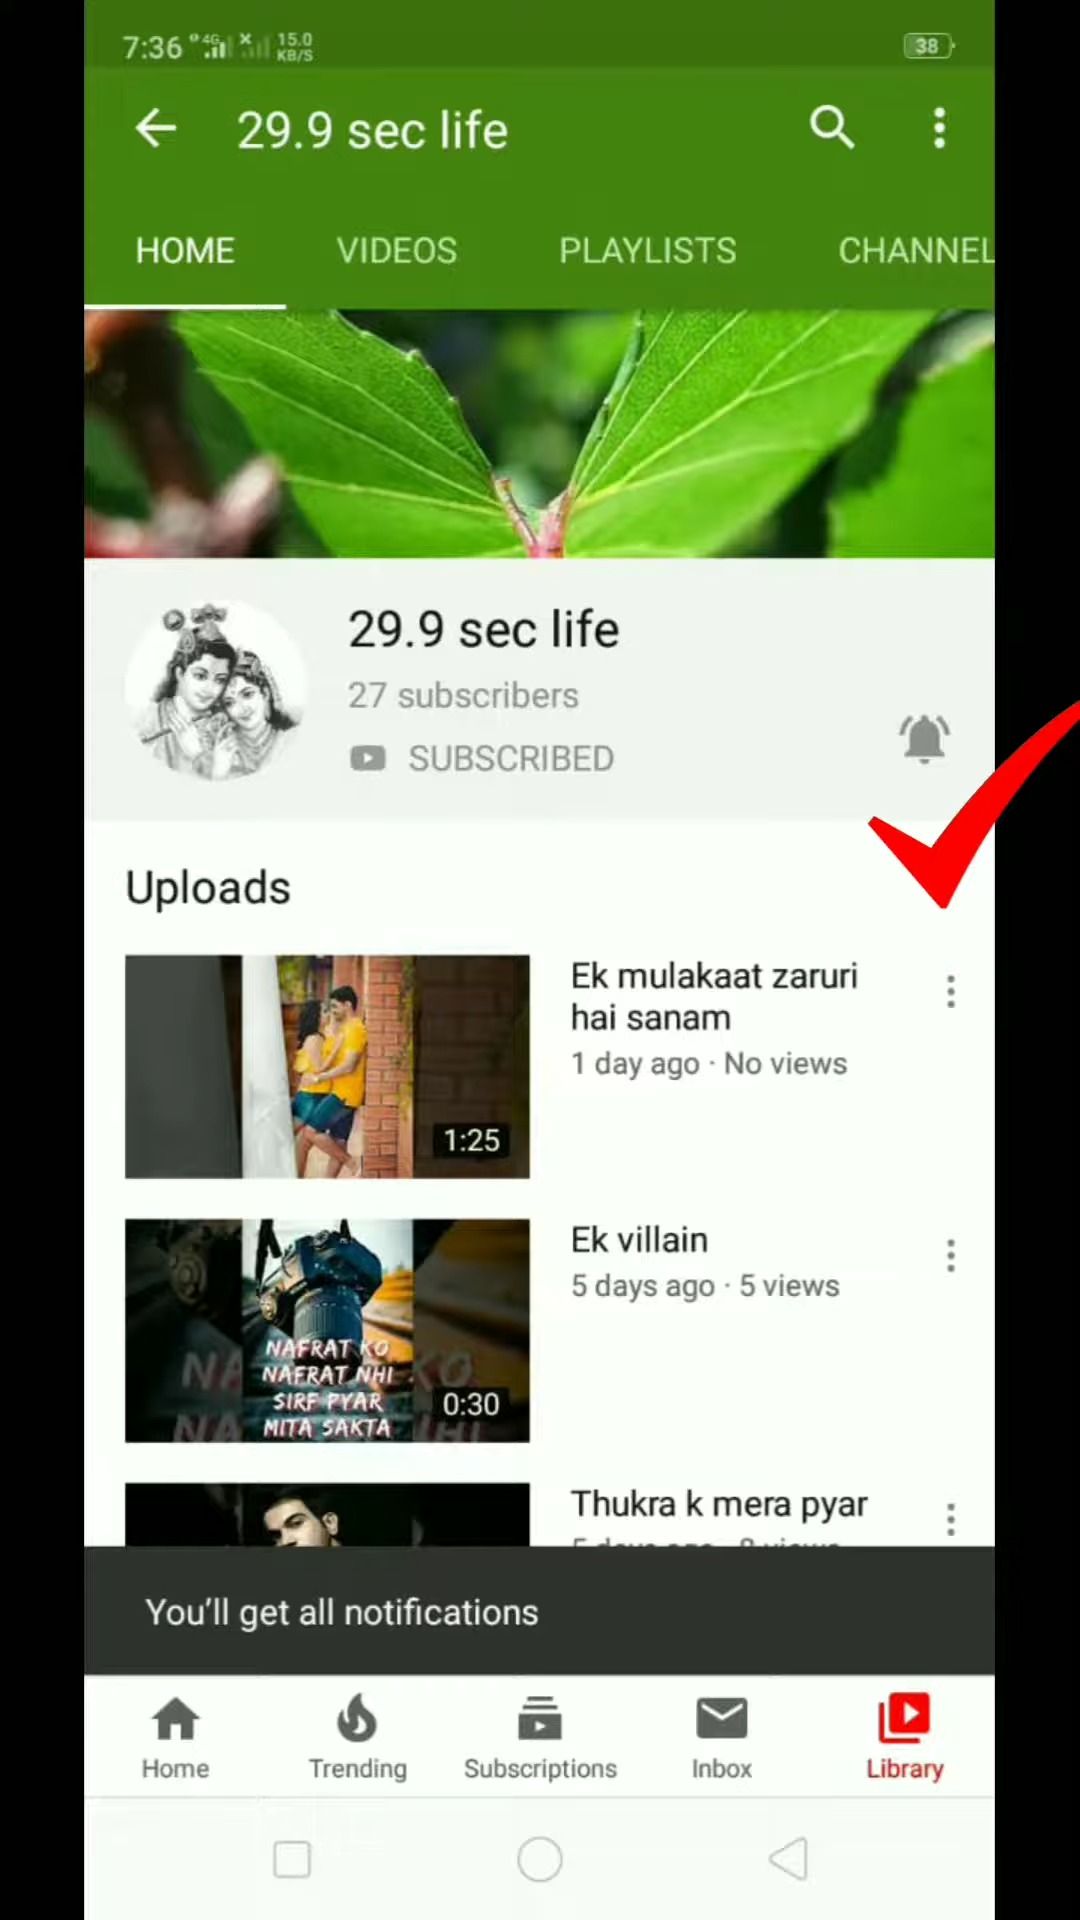 7:36 4G 15.0 KB/S 38
29.9 sec life
HOME VIDEOS PLAYLISTS CHANNEL
29.9 sec life
27 subscribers
SUBSCRIBED
Uploads
Ek mulakaat zaruri
hai sanam
1 day ago · No views
1:25
Ek villain
5 days ago · 5 views
NAFRAT KO
NAFRAT NHI
SIRF PYAR
MITA SAKTA
0:30
Thukra k mera pyar
You'll get all notifications
Home Trending Subscriptions Inbox Library